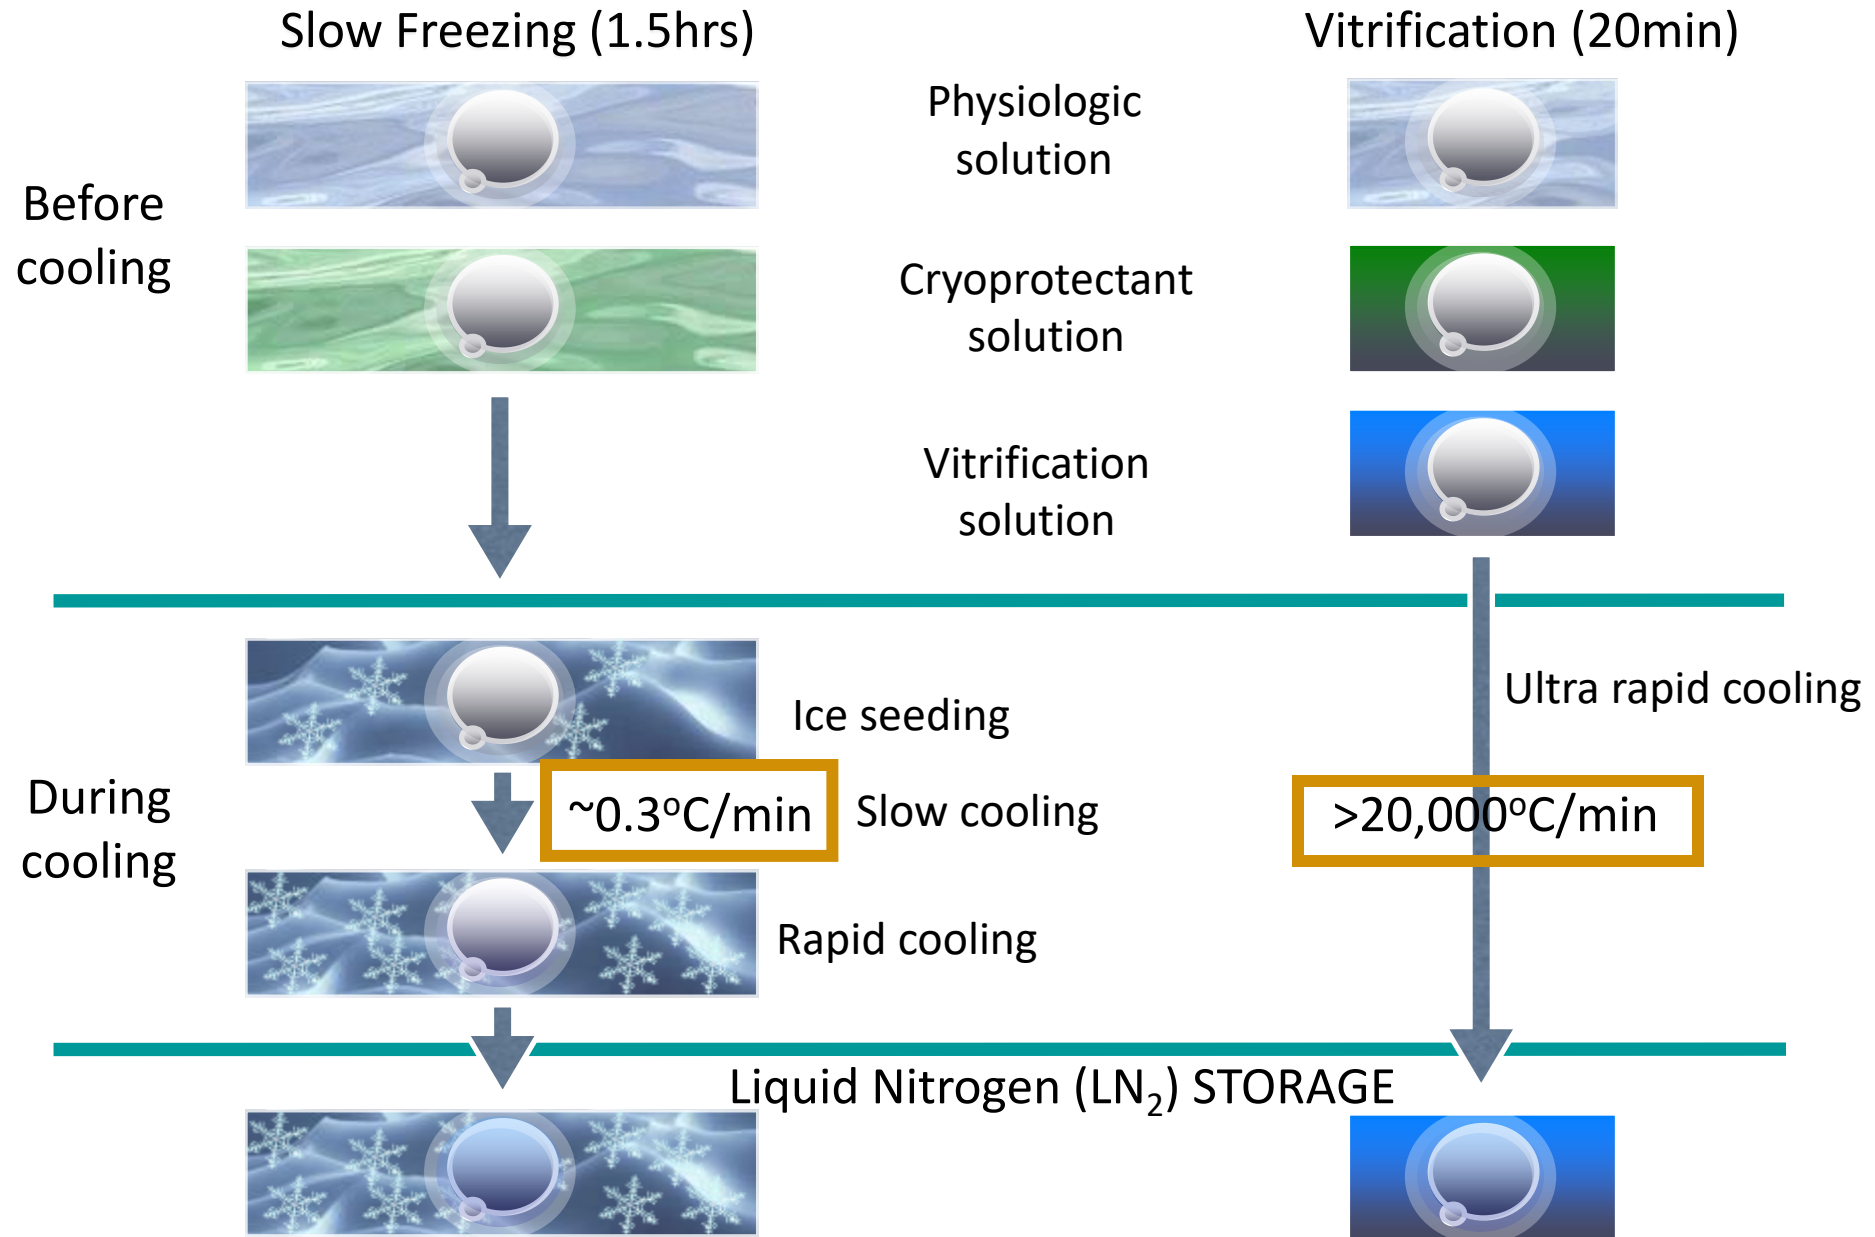 Slow Freezing (1.5hrs)
Vitrification (20min)
Before
cooling
Physiologic
solution
Cryoprotectant
solution
Vitrification
solution
During
cooling
Ice seeding
~0.3ºC/min
Slow cooling
Rapid cooling
Ultra rapid cooling
>20,000ºC/min
Liquid Nitrogen (LN₂) STORAGE